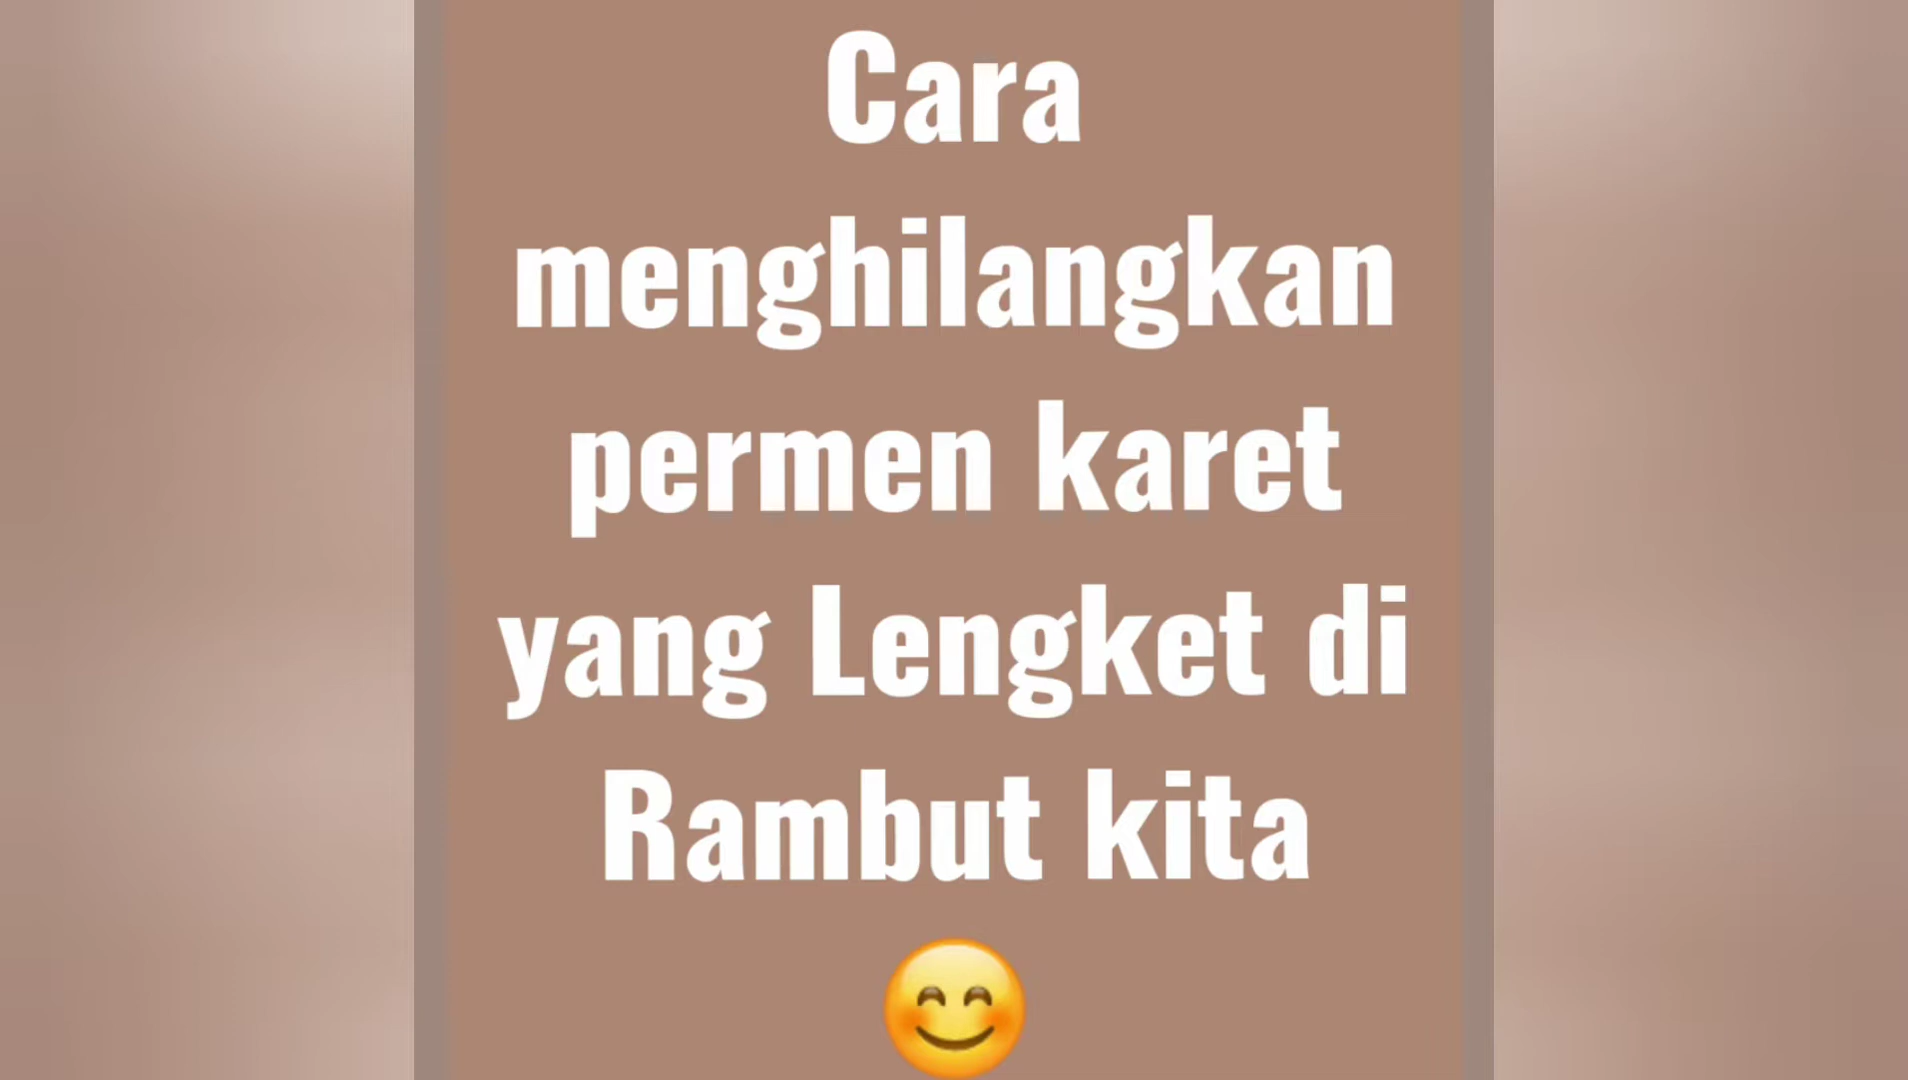 Cara
menghilangkan
permen karet
yang Lengket di
Rambut kita
😊